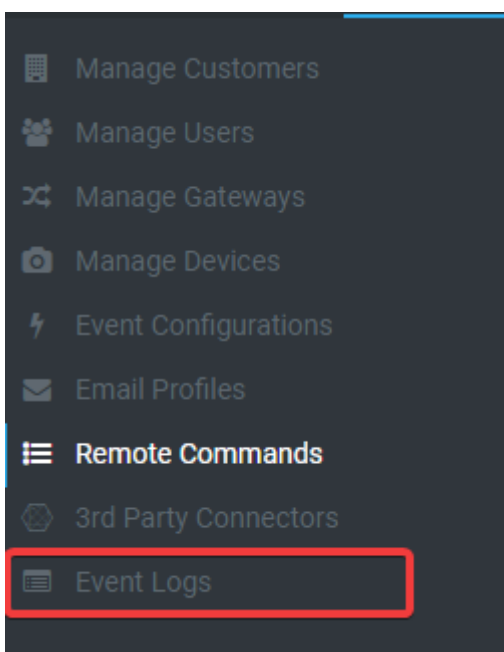 Manage Customers
Manage Users
Manage Gateways
Manage Devices
Event Configurations
Email Profiles
Remote Commands
3rd Party Connectors
Event Logs